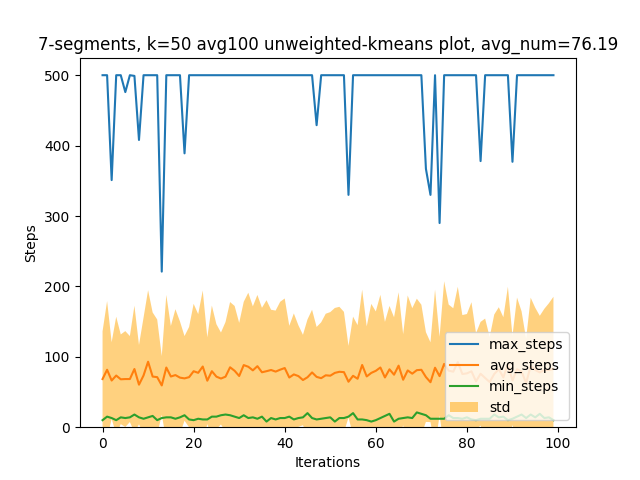 7-segments, k=50 avg100 unweighted-kmeans plot, avg_num=76.19
500
400
300
200
100
0
Steps
0
20
40
60
80
100
Iterations
max_steps
avg_steps
min_steps
std